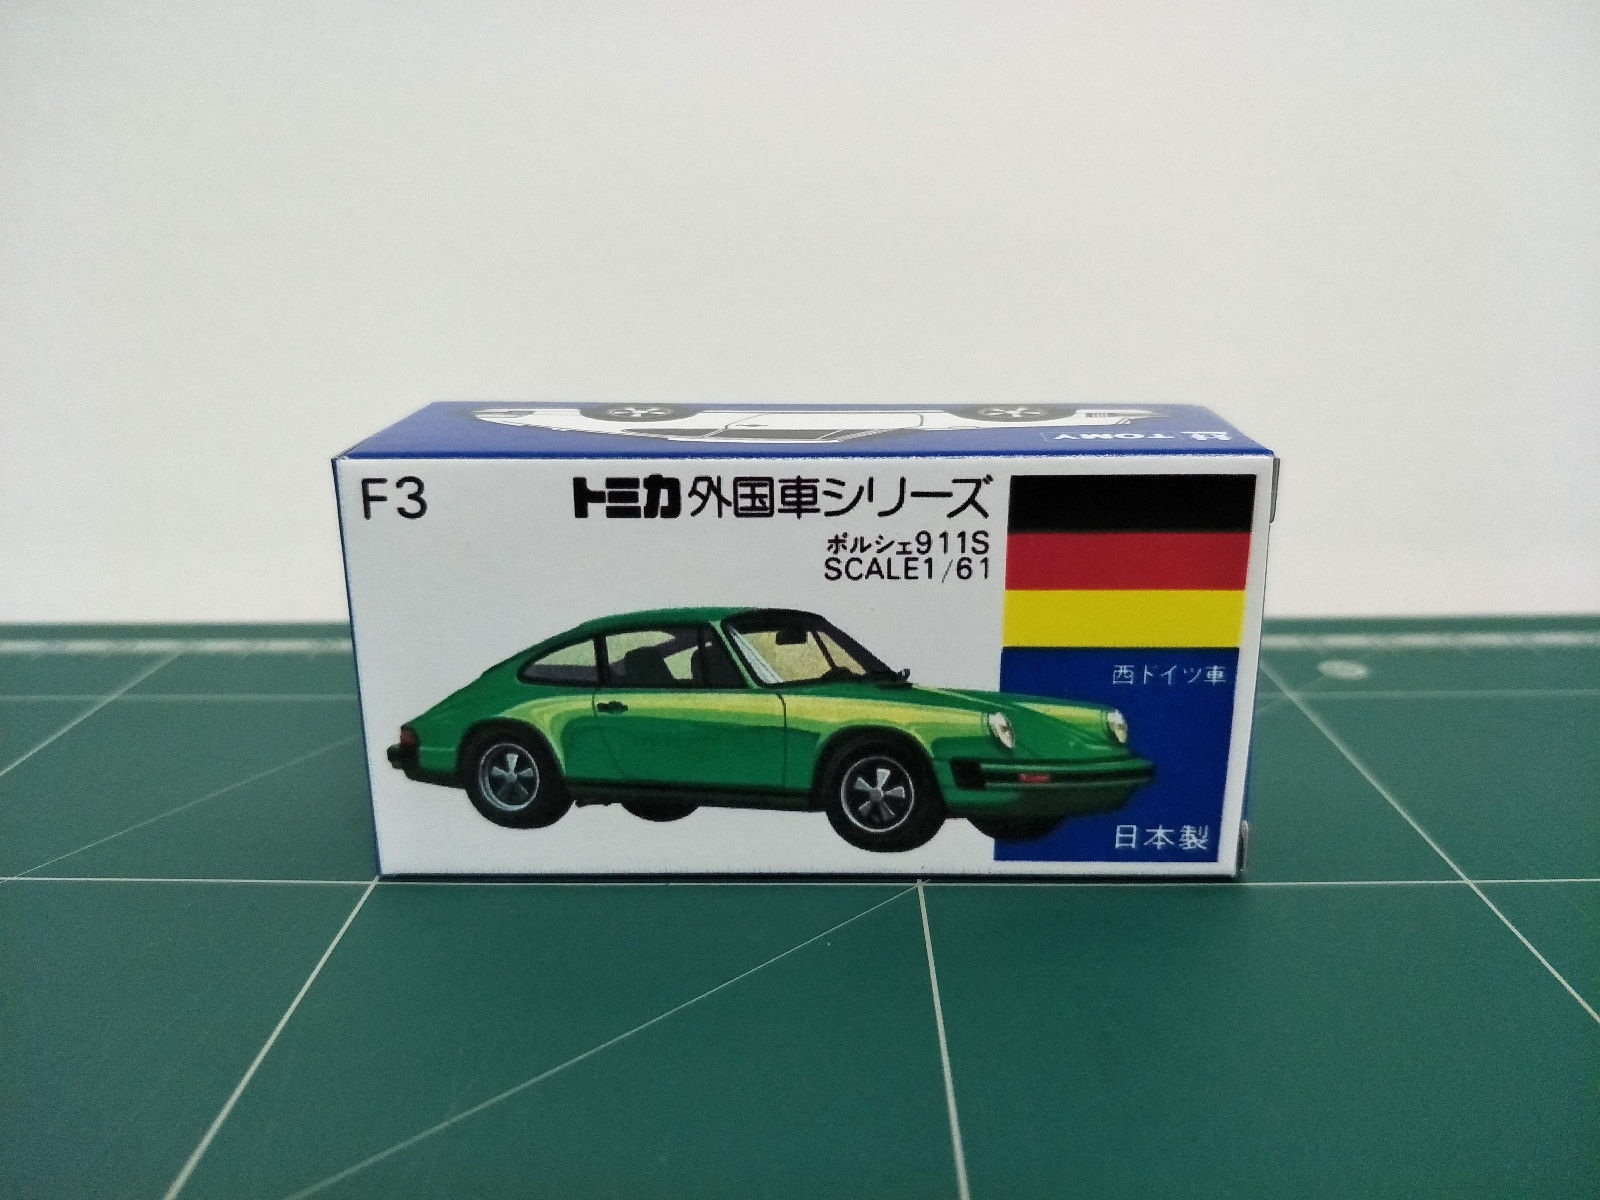 TOMY
F3
トミカ外国車シリーズ
ポルシェ911S
SCALE1/61
西ドイツ車
日本製